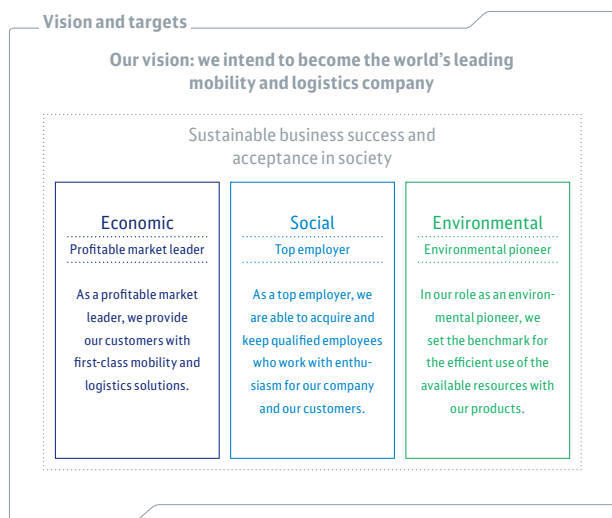 Vision and targets
Our vision: we intend to become the world's leading
mobility and logistics company
Sustainable business success and
acceptance in society
Economic
Profitable market leader
As a profitable market
leader, we provide
our customers with
first-class mobility and
logistics solutions.
Social
Top employer
As a top employer, we
are able to acquire and
keep qualified employees
who work with enthu-
siasm for our company
and our customers.
Environmental
Environmental pioneer
In our role as an environ-
mental pioneer, we
set the benchmark for
the efficient use of the
available resources with
our products.